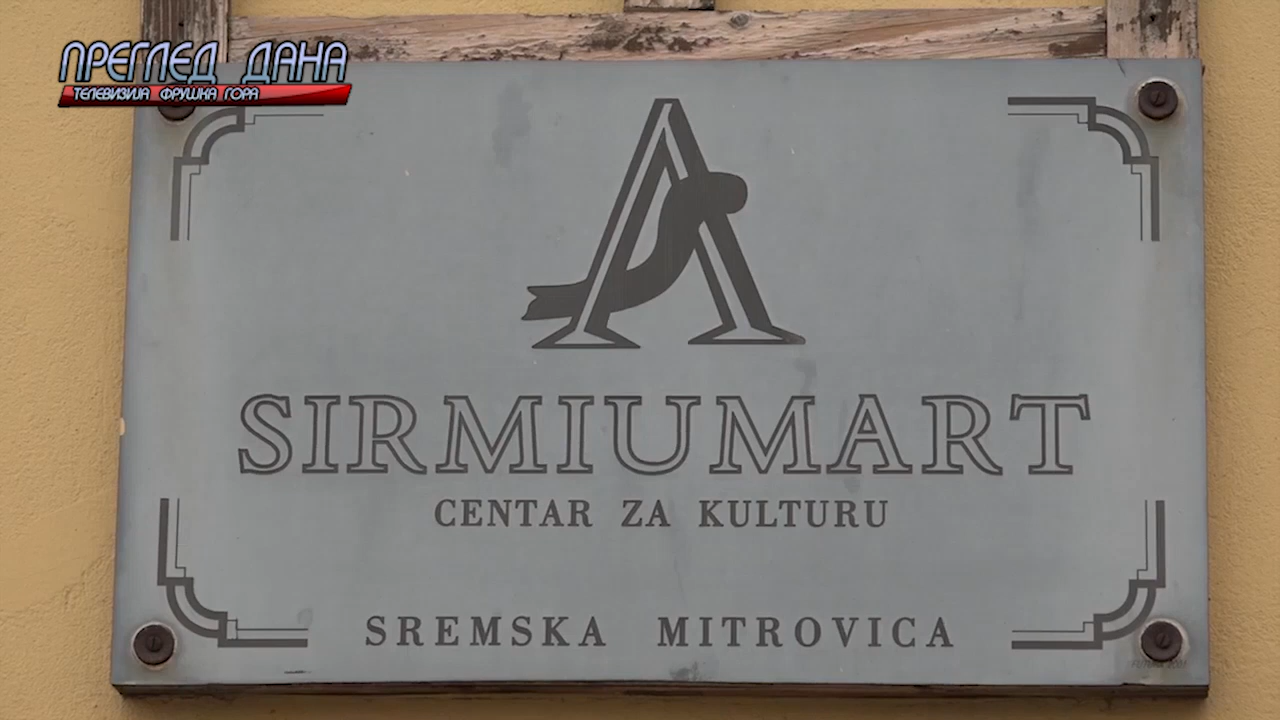 ПРЕГЛЕД ДАНА
ТЕЛЕВИЗИЈА ФРУШКА ГОРА
SIRMIUMART
CENTAR ZA KULTURU
SREMSKA MITROVICA